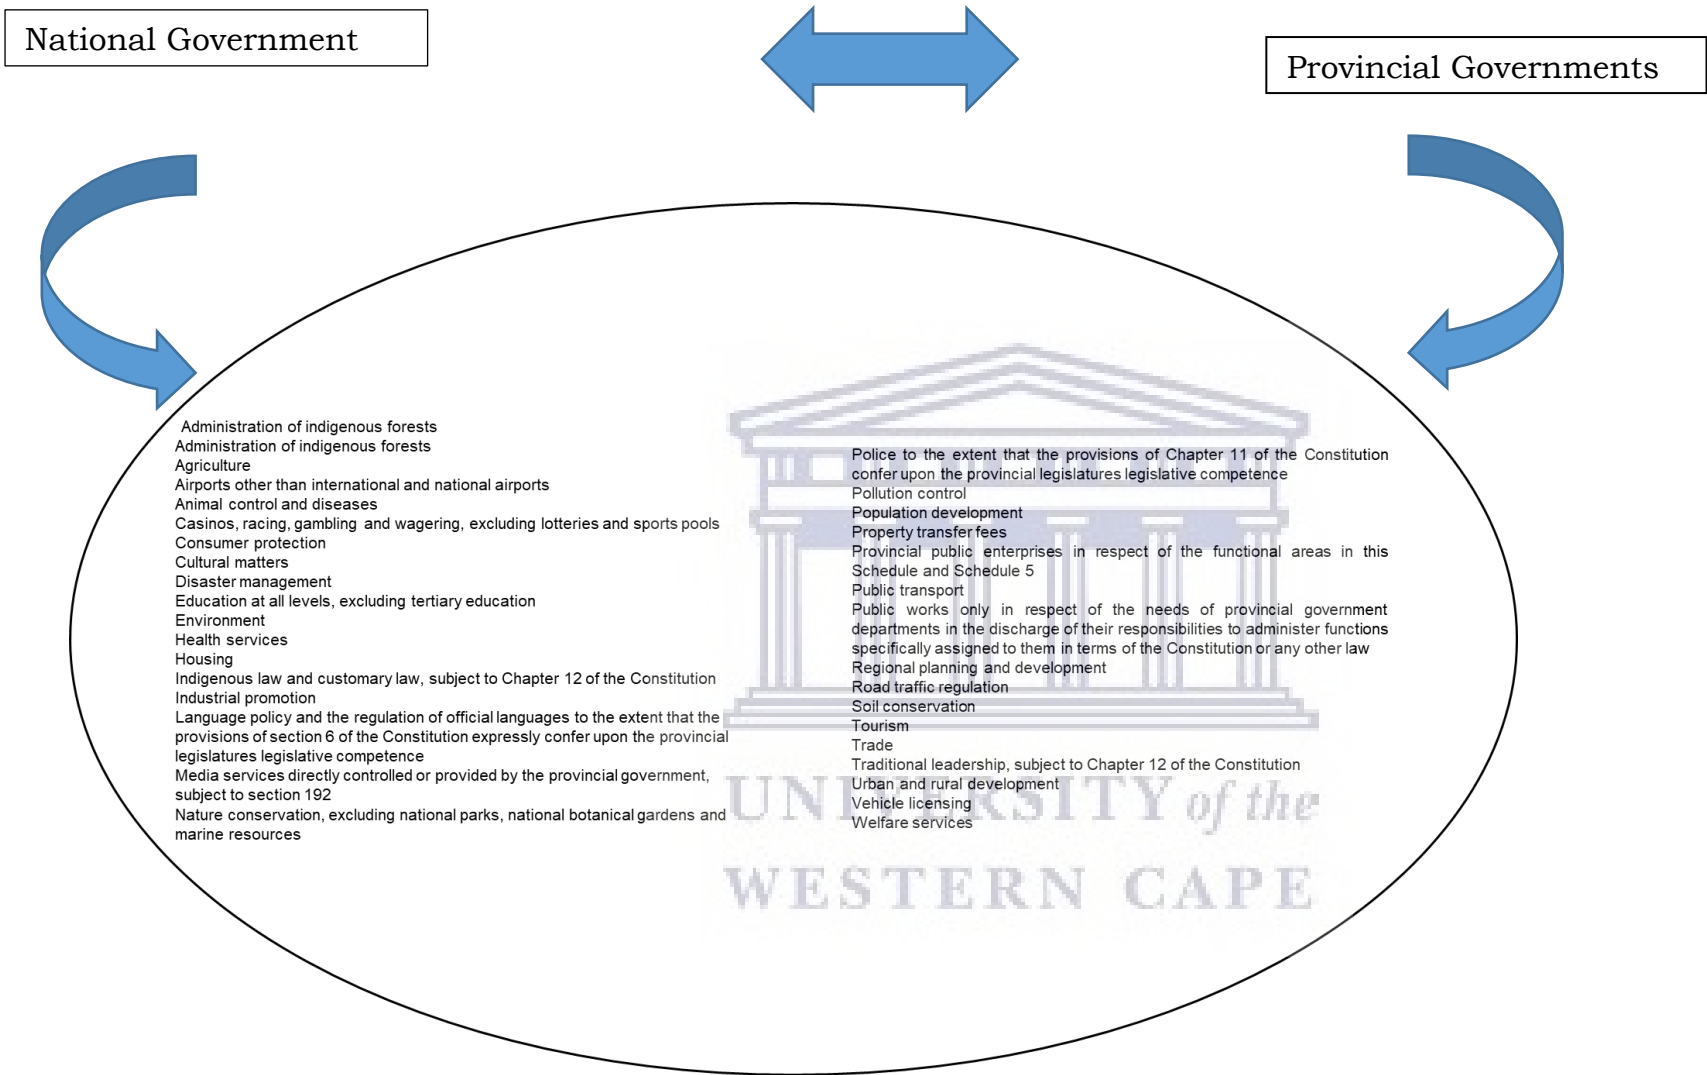 National Government
Provincial Governments
Administration of indigenous forests
Administration of indigenous forests
Agriculture
Airports other than international and national airports
Animal control and diseases
Casinos, racing, gambling and wagering, excluding lotteries and sports pools
Consumer protection
Cultural matters
Disaster management
Education at all levels, excluding tertiary education
Environment
Health services
Housing
Indigenous law and customary law, subject to Chapter 12 of the Constitution
Industrial promotion
Language policy and the regulation of official languages to the extent that the
provisions of section 6 of the Constitution expressly confer upon the provincial
legislatures legislative competence
Media services directly controlled or provided by the provincial government,
subject to section 192
Nature conservation, excluding national parks, national botanical gardens and
marine resources
Police to the extent that the provisions of Chapter 11 of the Constitution
confer upon the provincial legislatures legislative competence
Pollution control
Population development
Property transfer fees
Provincial public enterprises in respect of the functional areas in this
Schedule and Schedule 5
Public transport
Public works only in respect of the needs of provincial government
departments in the discharge of their responsibilities to administer functions
specifically assigned to them in terms of the Constitution or any other law
Regional planning and development
Road traffic regulation
Soil conservation
Tourism
Trade
Traditional leadership, subject to Chapter 12 of the Constitution
Urban and rural development
Vehicle licensing
Welfare services
UNIVERSITY of the
WESTERN CAPE